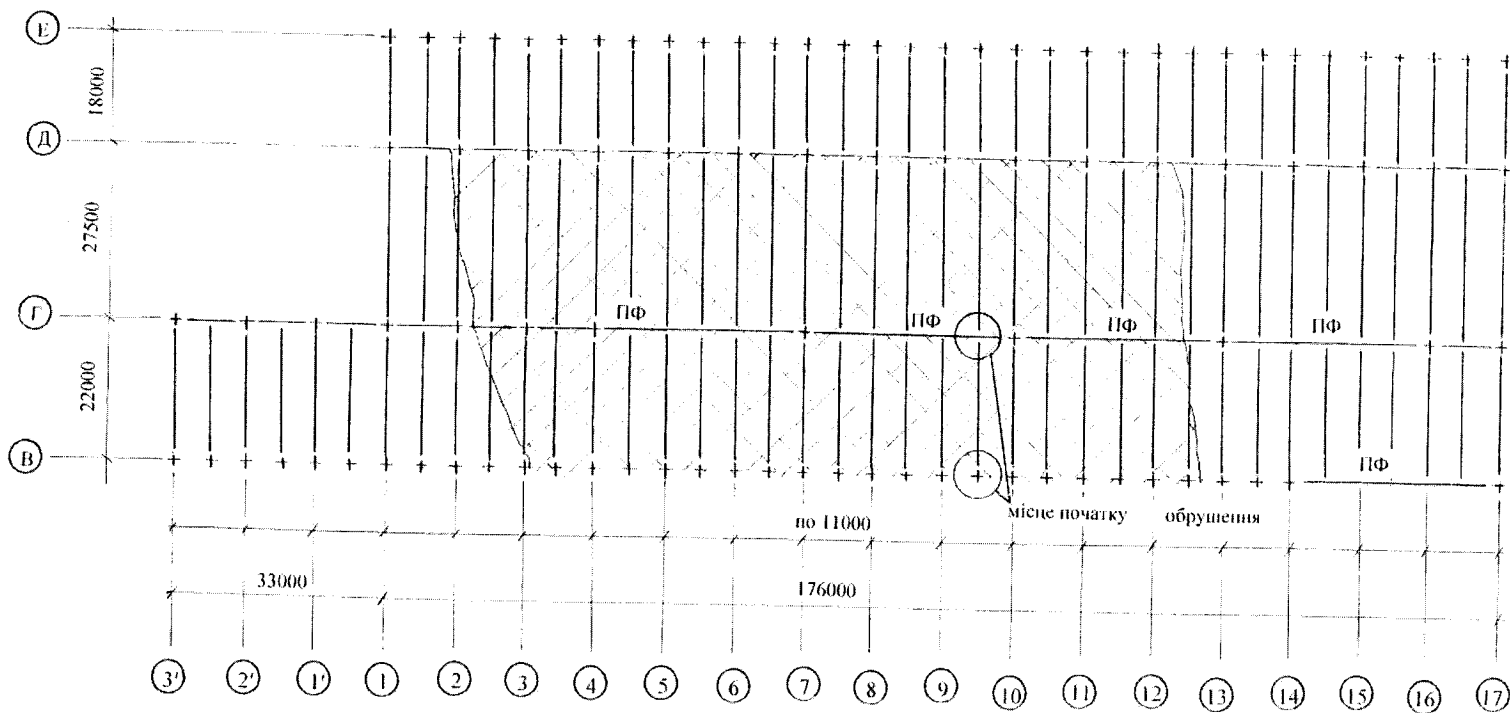 Е
18000
Д
27500
Г
ПФ
ПФ
ПФ
ПФ
22000
В
ПФ
місце початку обрушення
по 11000
33000
176000
3' 2' 1' 1 2 3 4 5 6 7 8 9 10 11 12 13 14 15 16 17